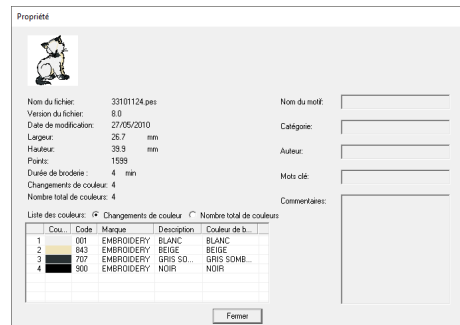 Propriété
Nom du fichier: 33101124.pes
Version du fichier: 8.0
Date de modification: 27/05/2010
Largeur: 26.7 mm
Hauteur: 39.9 mm
Points: 1599
Durée de broderie : 4 min
Changements de couleur: 4
Nombre total de couleurs: 4
Nom du motif:
Catégorie:
Auteur:
Mots clé:
Commentaires:
Liste des couleurs: Changements de couleur Nombre total de couleurs
Cou... Code Marque Description Couleur de b...
1 001 EMBROIDERY BLANC BLANC
2 843 EMBROIDERY BEIGE BEIGE
3 707 EMBROIDERY GRIS SO... GRIS SOMB...
4 900 EMBROIDERY NOIR NOIR
Fermer